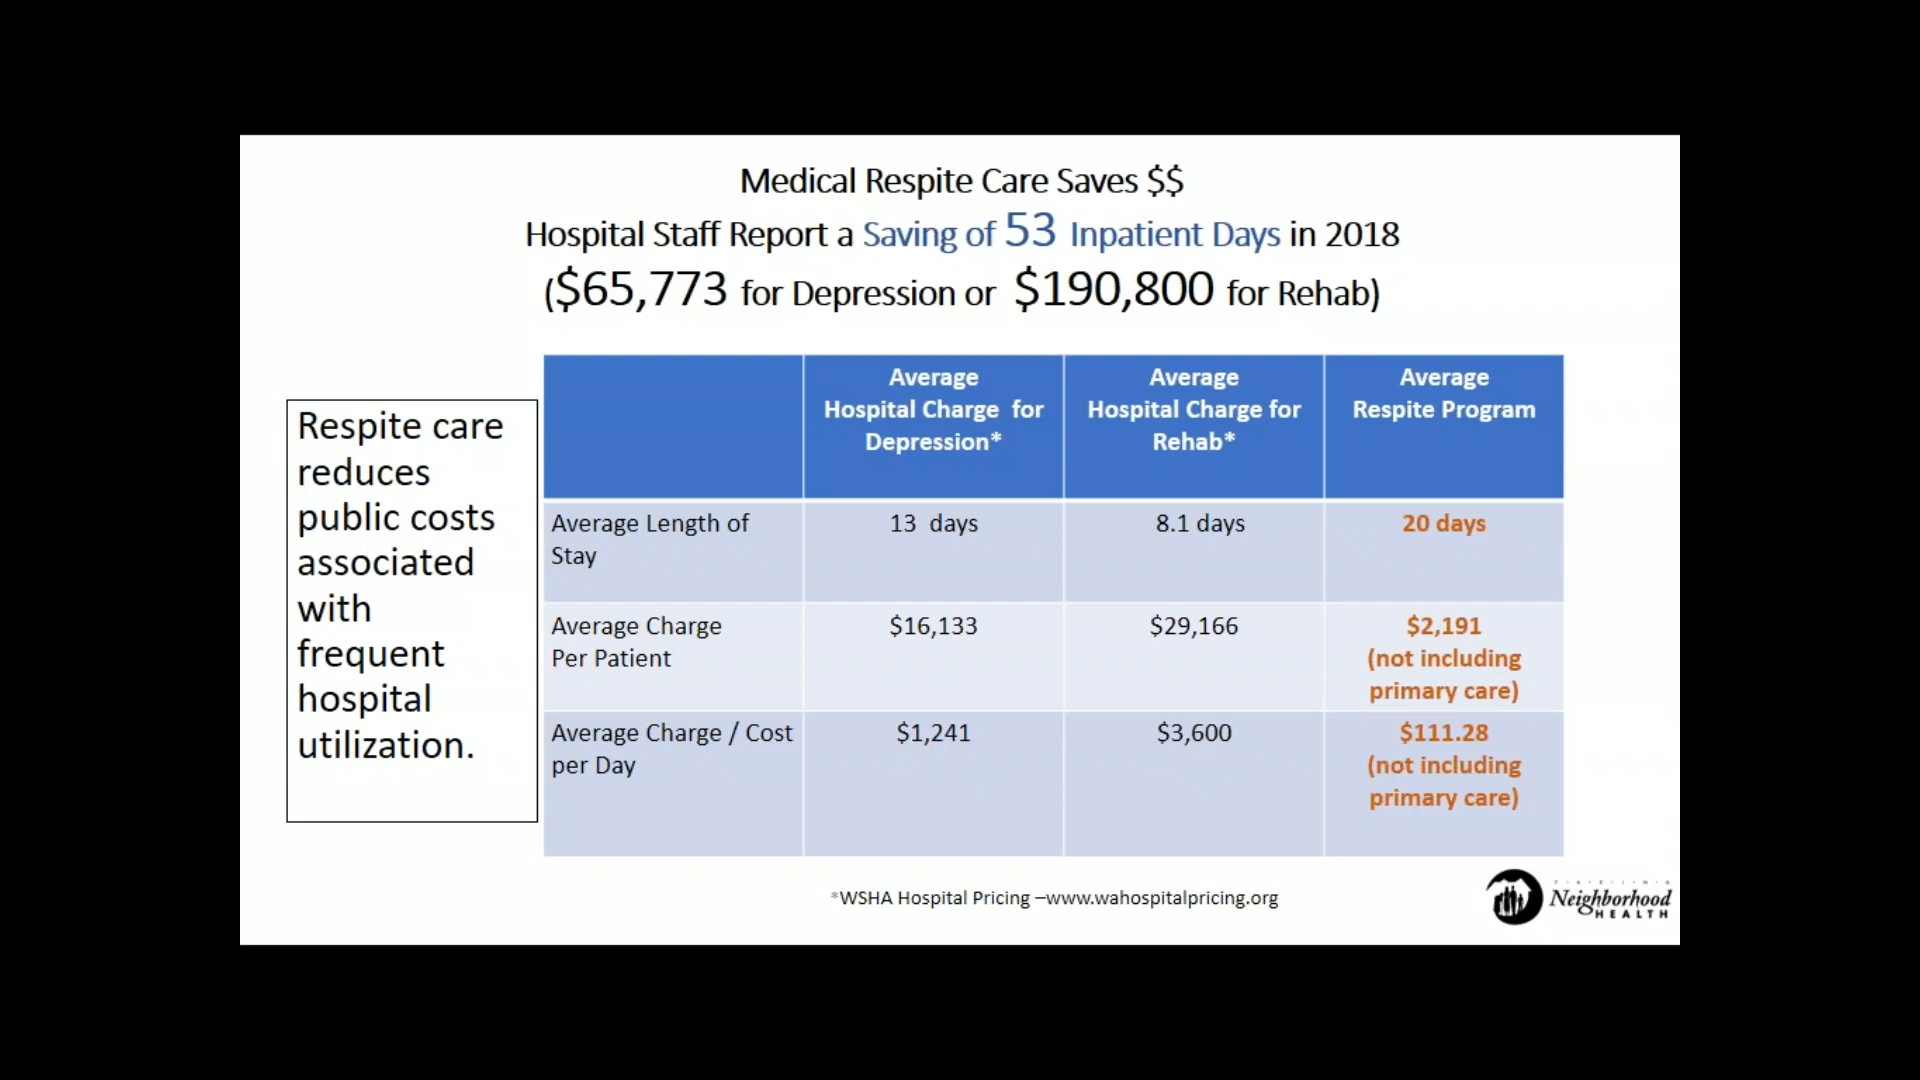 Medical Respite Care Saves $$
Hospital Staff Report a Saving of 53 Inpatient Days in 2018
($65,773 for Depression or $190,800 for Rehab)
Respite care
reduces
public costs
associated
with
frequent
hospital
utilization.
Average
Hospital Charge for
Depression*
Average
Hospital Charge for
Rehab*
Average
Respite Program
Average Length of
Stay
13 days
8.1 days
20 days
Average Charge
Per Patient
$16,133
$29,166
$2,191
(not including
primary care)
Average Charge / Cost
per Day
$1,241
$3,600
$111.28
(not including
primary care)
*WSHA Hospital Pricing –www.wahospitalpricing.org
Neighborhood
HEALTH